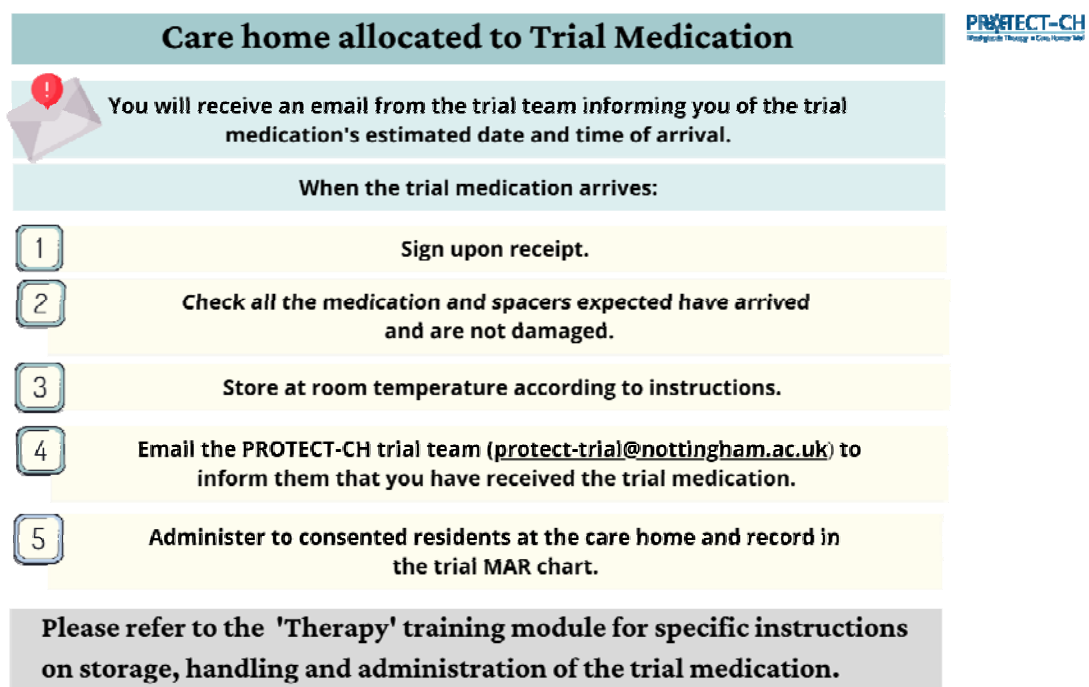 Care home allocated to Trial Medication
PROTECT-CH
You will receive an email from the trial team informing you of the trial
medication's estimated date and time of arrival.
When the trial medication arrives:
1
Sign upon receipt.
2
Check all the medication and spacers expected have arrived
and are not damaged.
3
Store at room temperature according to instructions.
4
Email the PROTECT-CH trial team (protect-trial@nottingham.ac.uk) to
inform them that you have received the trial medication.
5
Administer to consented residents at the care home and record in
the trial MAR chart.
Please refer to the 'Therapy' training module for specific instructions
on storage, handling and administration of the trial medication.